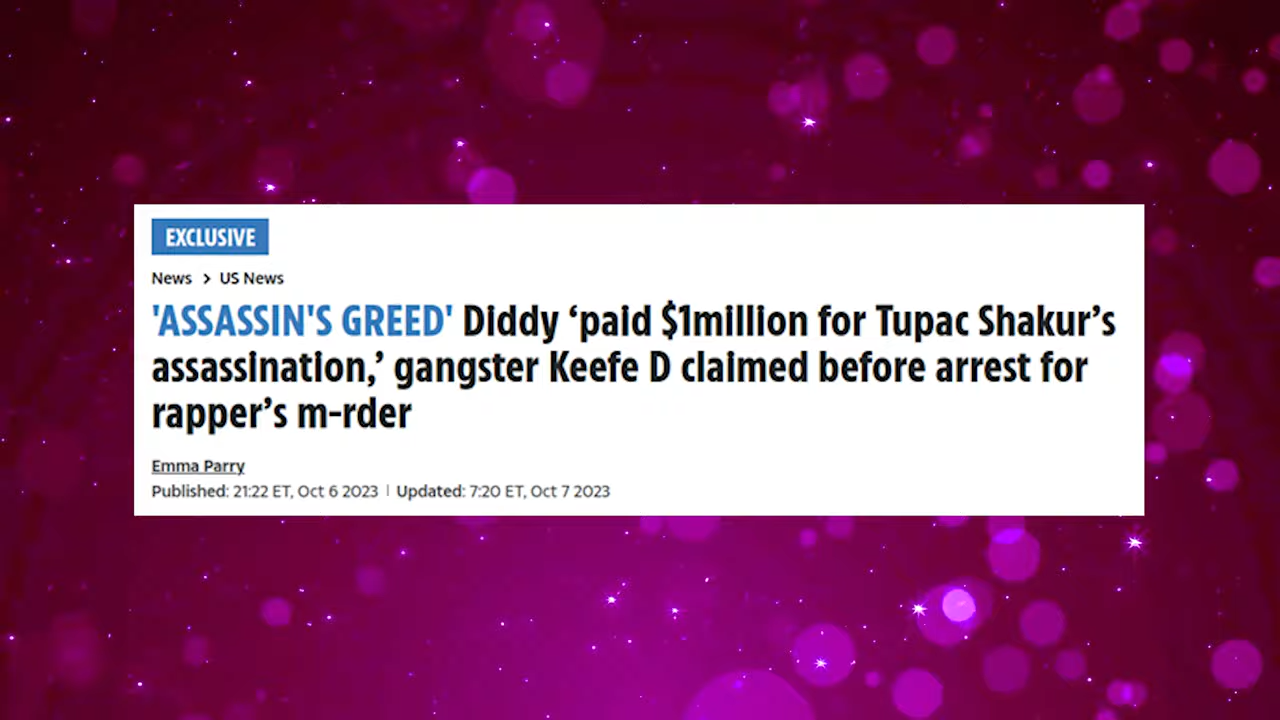 EXCLUSIVE
News > US News
'ASSASSIN'S GREED' Diddy ‘paid $1million for Tupac Shakur’s
assassination,’ gangster Keefe D claimed before arrest for
rapper’s m-rder
Emma Parry
Published: 21:22 ET, Oct 6 2023 | Updated: 7:20 ET, Oct 7 2023